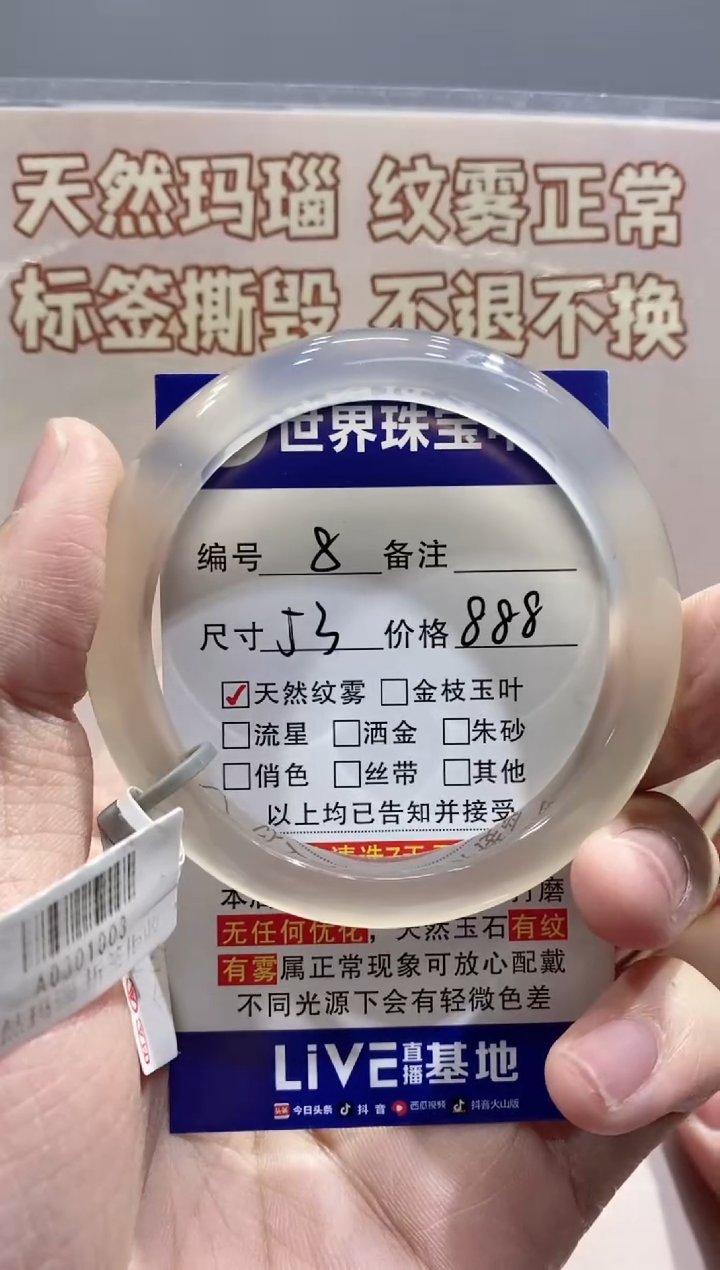 天然玛瑙 纹雾正常
标签撕毁 不退不换
世界珠宝
编号 8 备注
尺寸 53 价格 888
天然纹雾 金枝玉叶
流星 洒金 朱砂
俏色 丝带 其他
以上均已告知并接受
无任何优化，天然玉石有纹
有雾属正常现象可放心配戴
不同光源下会有轻微色差
LiVE直播基地
今日头条 抖音 西瓜视频 抖音火山版
A0301003